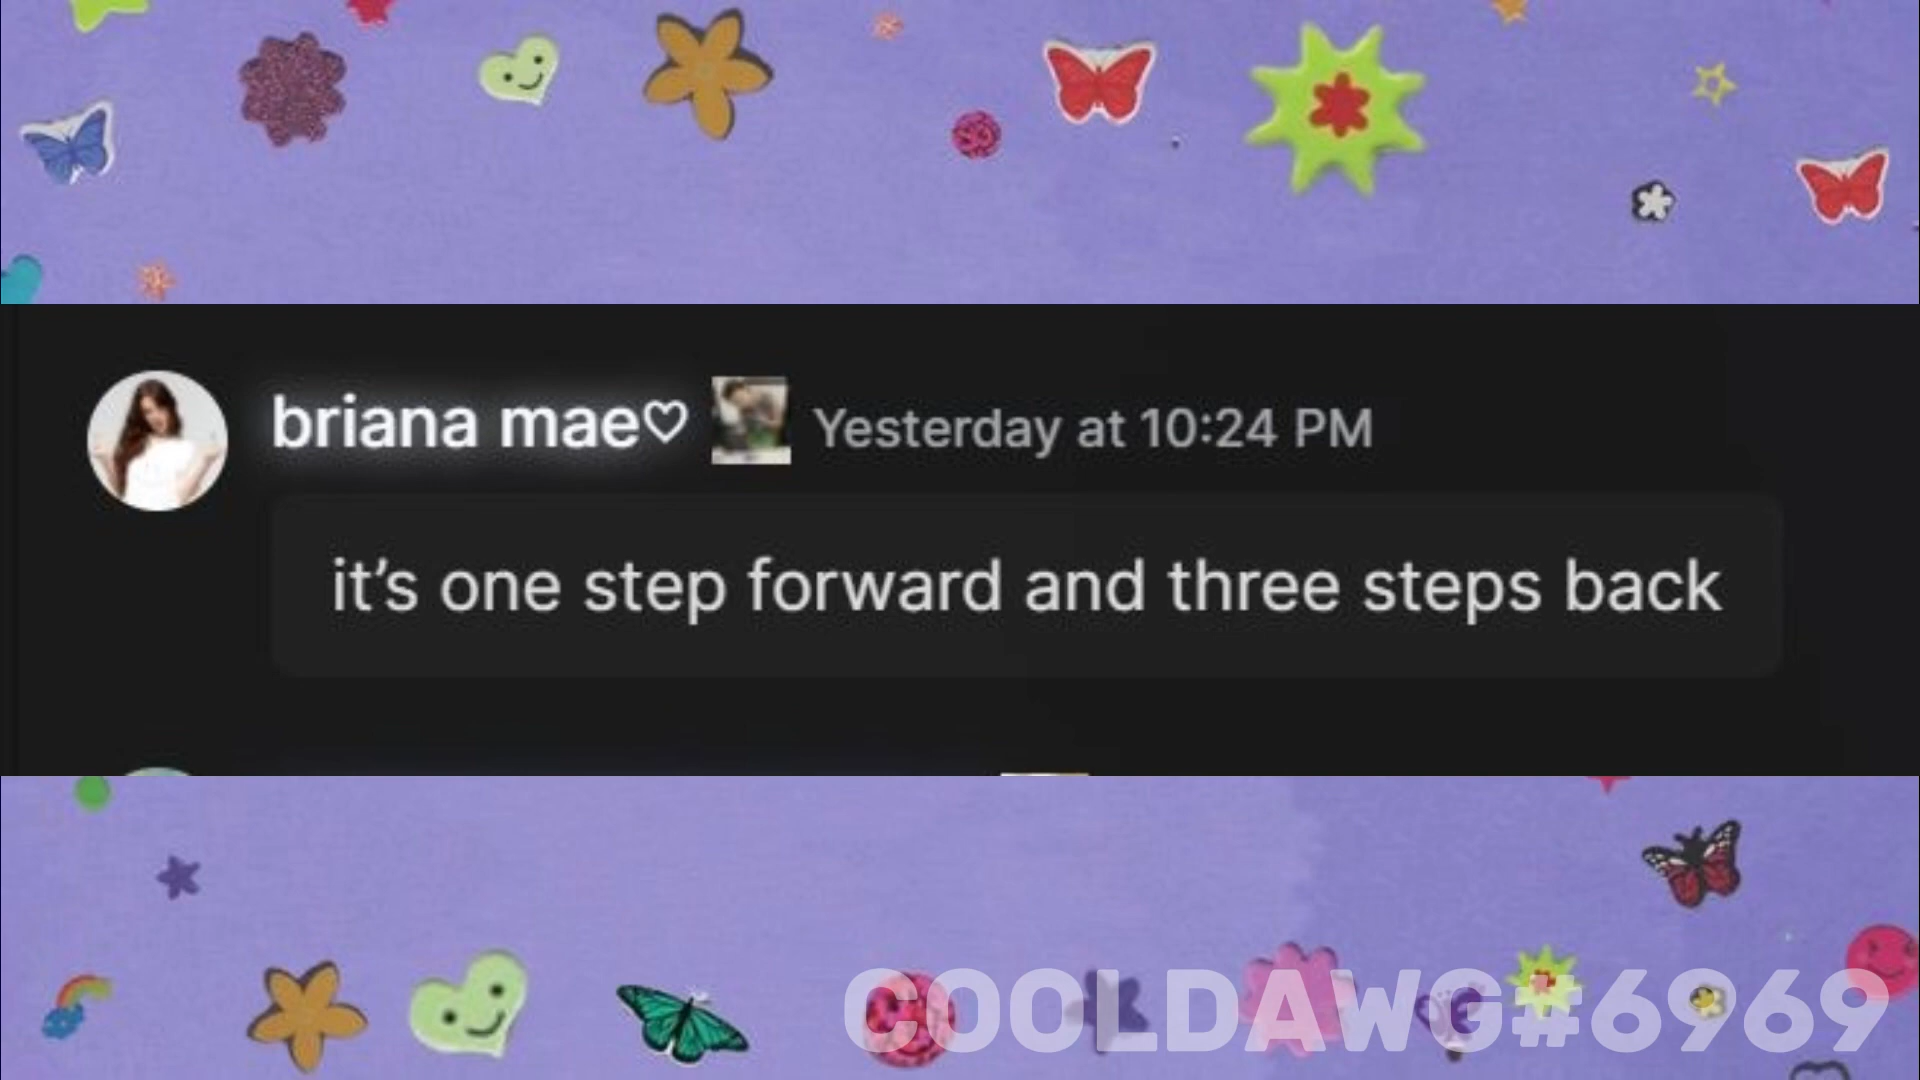 briana mae♡ Yesterday at 10:24 PM
it’s one step forward and three steps back
COOLDAWG#6969